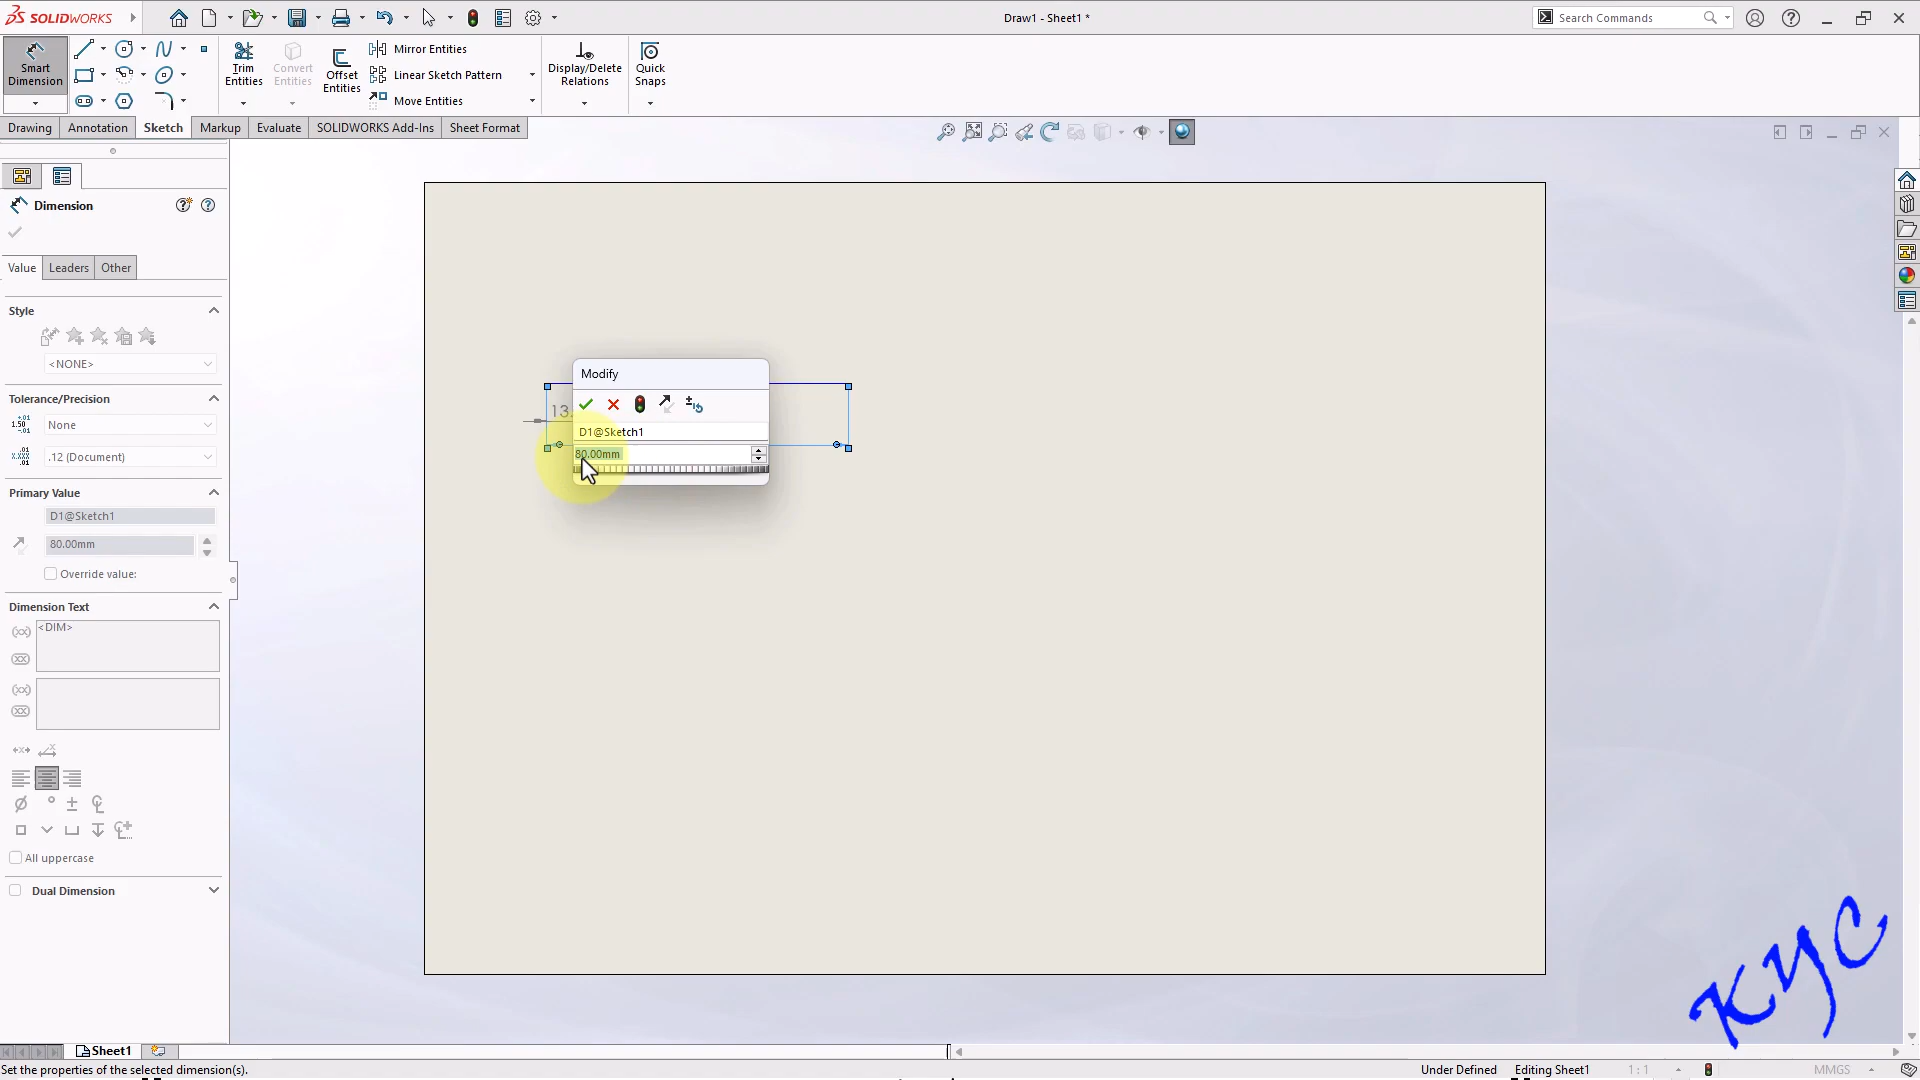 SOLIDWORKS
Draw1 - Sheet1 *
Search Commands
Smart Dimension
Trim Entities
Convert Entities
Offset Entities
Mirror Entities
Linear Sketch Pattern
Move Entities
Display/Delete Relations
Quick Snaps
Drawing
Annotation
Sketch
Markup
Evaluate
SOLIDWORKS Add-Ins
Sheet Format
Dimension
Value
Leaders
Other
Style
<NONE>
Tolerance/Precision
None
.12 (Document)
Primary Value
D1@Sketch1
80.00mm
Override value:
Dimension Text
<DIM>
All uppercase
Dual Dimension
Modify
13.
D1@Sketch1
80.00mm
KYC
Sheet1
Set the properties of the selected dimension(s).
Under Defined
Editing Sheet1
1 : 1
MMGS